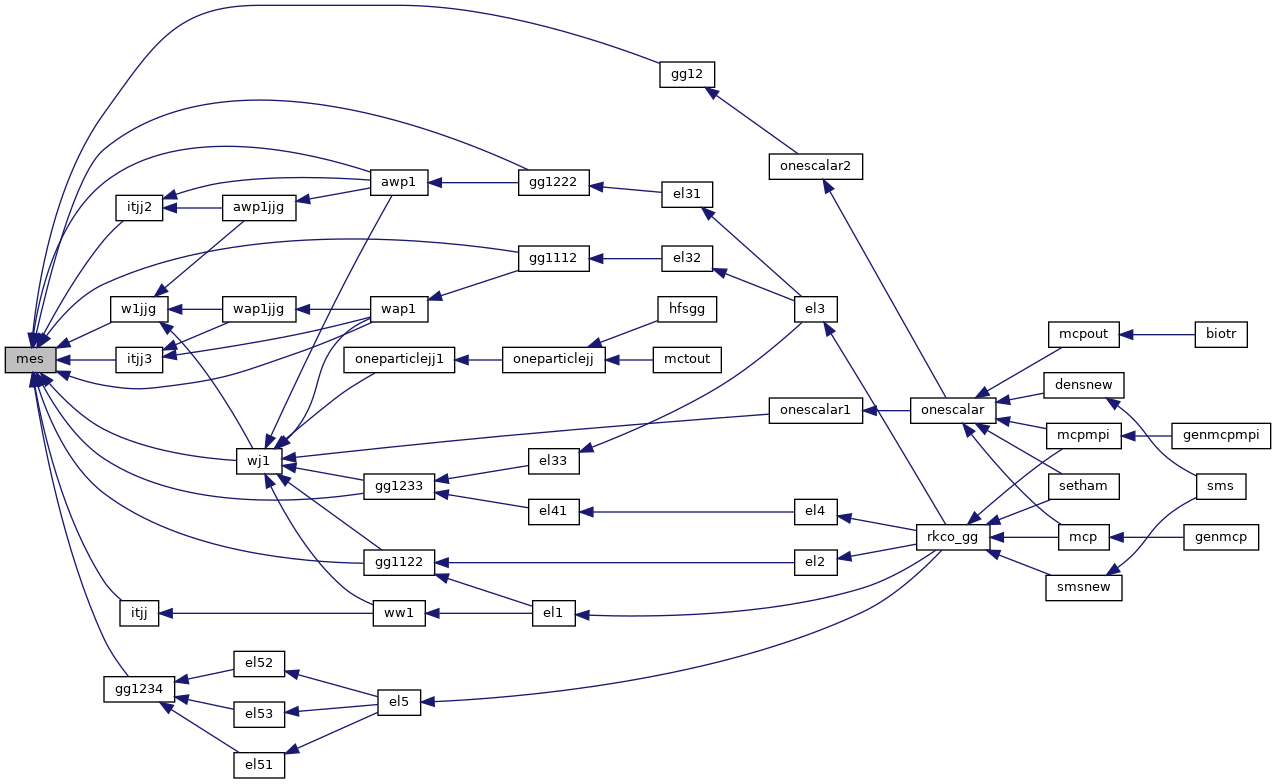 gg12
onescalar2
awp1
gg1222
el31
itjj2
awp1jjg
gg1112
el32
w1jjg
wap1jjg
wap1
hfsgg
el3
mes
itjj3
oneparticlejj1
oneparticlejj
mctout
mcpout
biotr
densnew
onescalar1
onescalar
mcpmpi
genmcpmpi
wj1
el33
gg1233
setham
sms
el41
el4
rkco_gg
mcp
genmcp
gg1122
el2
smsnew
itjj
ww1
el1
el52
gg1234
el53
el5
el51